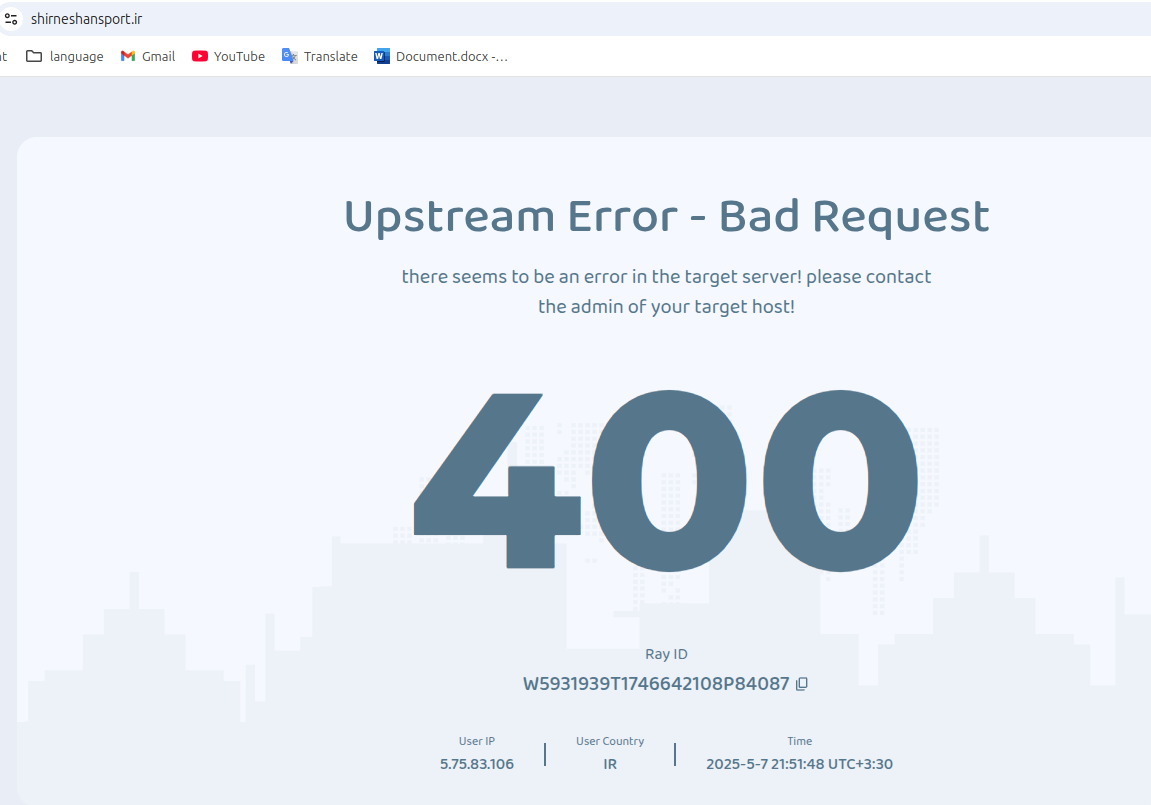 shirneshansport.ir
nt language Gmail YouTube Translate Document.docx -...
Upstream Error - Bad Request
there seems to be an error in the target server! please contact
the admin of your target host!
400
Ray ID
W5931939T1746642108P84087
User IP User Country Time
5.75.83.106 IR 2025-5-7 21:51:48 UTC+3:30